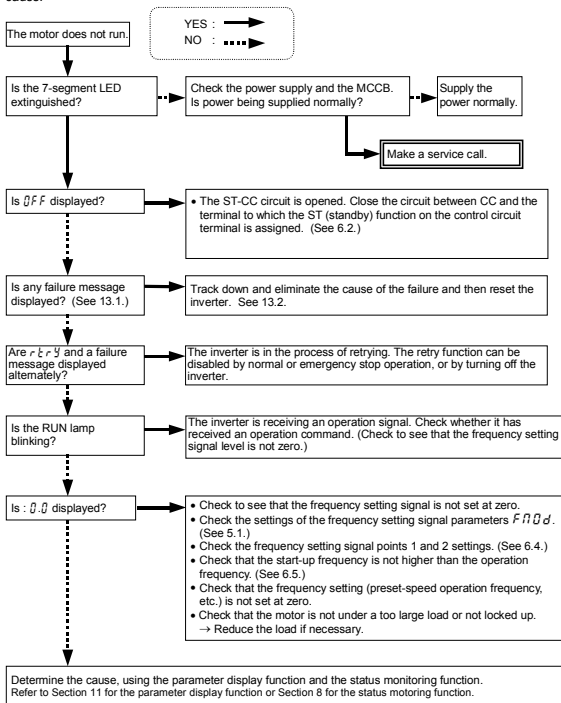 cause.
YES :
NO :
The motor does not run.
Is the 7-segment LED
extinguished?
Check the power supply and the MCCB.
Is power being supplied normally?
Supply the
power normally.
Make a service call.
Is OFF displayed?
• The ST-CC circuit is opened. Close the circuit between CC and the
terminal to which the ST (standby) function on the control circuit
terminal is assigned. (See 6.2.)
Is any failure message
displayed? (See 13.1.)
Track down and eliminate the cause of the failure and then reset the
inverter. See 13.2.
Are rtry and a failure
message displayed
alternately?
The inverter is in the process of retrying. The retry function can be
disabled by normal or emergency stop operation, or by turning off the
inverter.
Is the RUN lamp
blinking?
The inverter is receiving an operation signal. Check whether it has
received an operation command. (Check to see that the frequency setting
signal level is not zero.)
Is : 0.0 displayed?
• Check to see that the frequency setting signal is not set at zero.
• Check the settings of the frequency setting signal parameters FMOd.
(See 5.1.)
• Check the frequency setting signal points 1 and 2 settings. (See 6.4.)
• Check that the start-up frequency is not higher than the operation
frequency. (See 6.5.)
• Check that the frequency setting (preset-speed operation frequency,
etc.) is not set at zero.
• Check that the motor is not under a too large load or not locked up.
→ Reduce the load if necessary.
Determine the cause, using the parameter display function and the status monitoring function.
Refer to Section 11 for the parameter display function or Section 8 for the status motoring function.